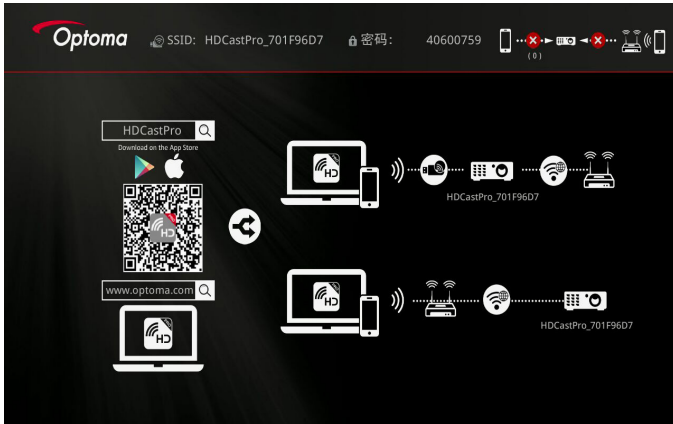 Optoma
SSID: HDCastPro_701F96D7
密码: 40600759
(0)
HDCastPro
Download on the App Store
HD
www.optoma.com
HD
HD
HDCastPro_701F96D7
HD
HDCastPro_701F96D7